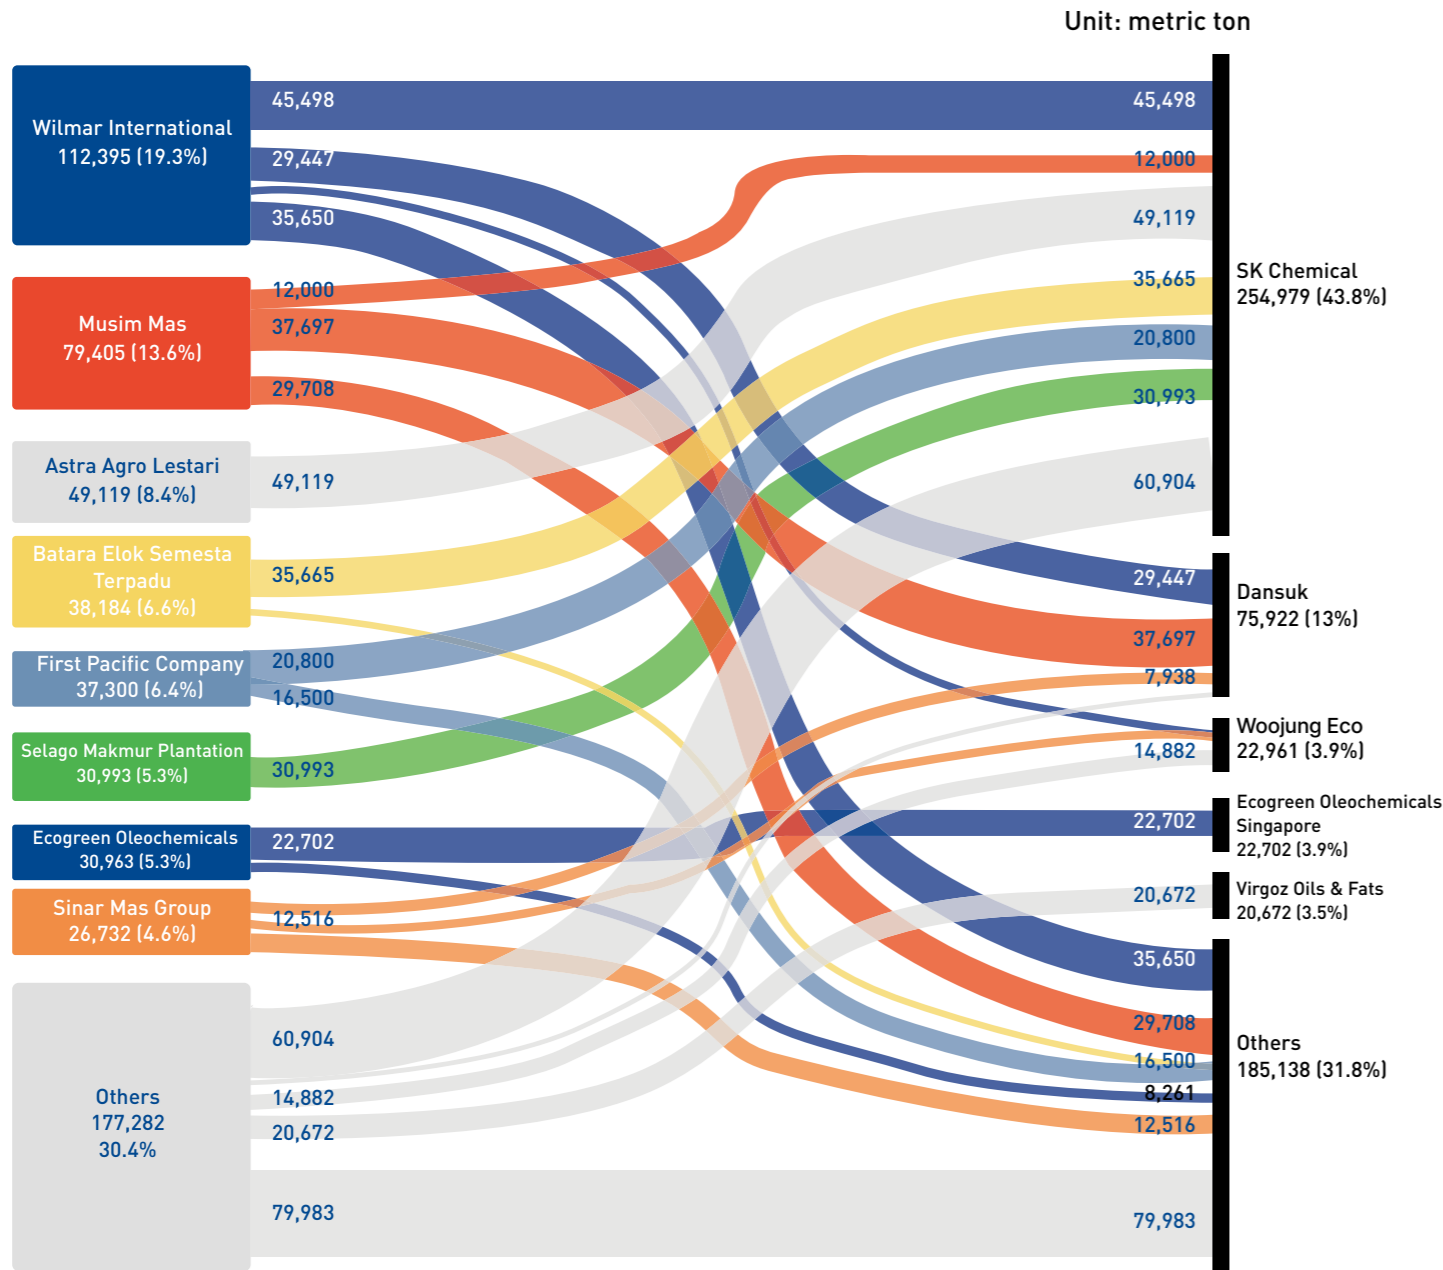 Unit: metric ton
Wilmar International
112,395 (19.3%)
45,498
29,447
35,650
Musim Mas
79,405 (13.6%)
12,000
37,697
29,708
Astra Agro Lestari
49,119 (8.4%)
49,119
Batara Elok Semesta
Terpadu
38,184 (6.6%)
35,665
First Pacific Company
37,300 (6.4%)
20,800
16,500
Selago Makmur Plantation
30,993 (5.3%)
30,993
Ecogreen Oleochemicals
30,963 (5.3%)
22,702
Sinar Mas Group
26,732 (4.6%)
12,516
Others
177,282
30.4%
60,904
14,882
20,672
79,983
45,498
12,000
49,119
35,665
20,800
30,993
60,904
SK Chemical
254,979 (43.8%)
29,447
37,697
7,938
Dansuk
75,922 (13%)
14,882
Woojung Eco
22,961 (3.9%)
22,702
Ecogreen Oleochemicals
Singapore
22,702 (3.9%)
20,672
Virgoz Oils & Fats
20,672 (3.5%)
35,650
29,708
16,500
8,261
12,516
79,983
Others
185,138 (31.8%)